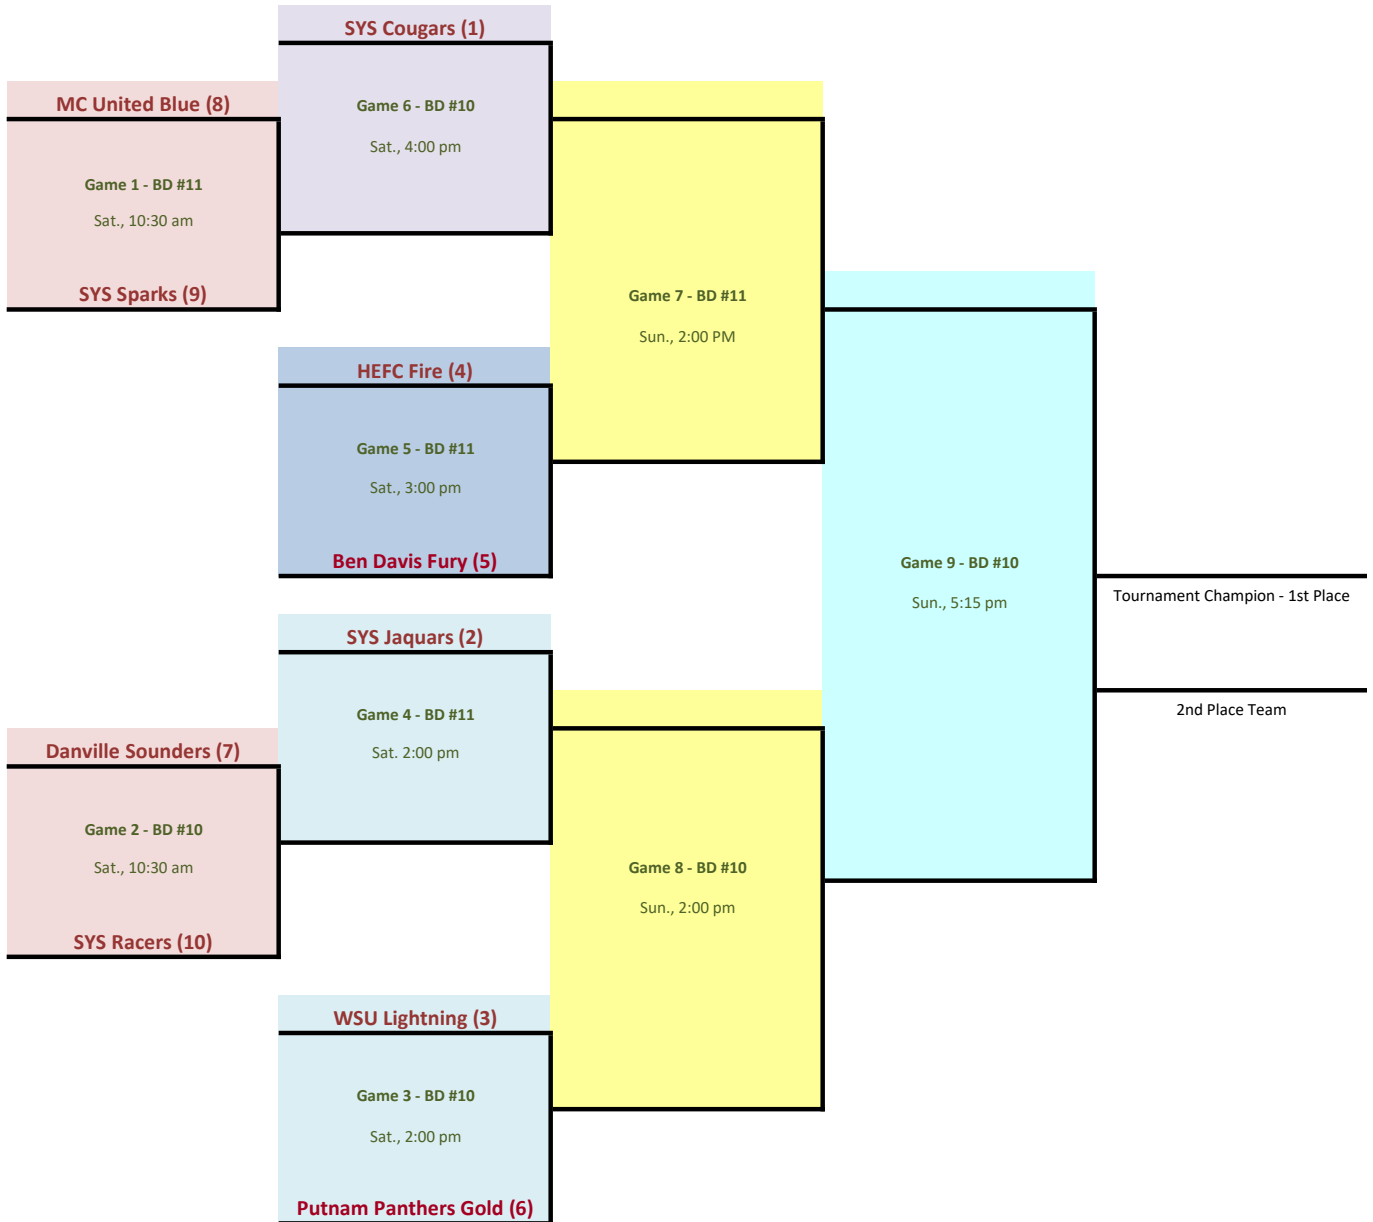 SYS Cougars (1)
MC United Blue (8)
Game 6 - BD #10
Sat., 4:00 pm
Game 1 - BD #11
Sat., 10:30 am
SYS Sparks (9)
Game 7 - BD #11
Sun., 2:00 PM
HEFC Fire (4)
Game 5 - BD #11
Sat., 3:00 pm
Ben Davis Fury (5)
Game 9 - BD #10
Sun., 5:15 pm
Tournament Champion - 1st Place
SYS Jaquars (2)
2nd Place Team
Game 4 - BD #11
Sat. 2:00 pm
Danville Sounders (7)
Game 2 - BD #10
Sat., 10:30 am
Game 8 - BD #10
Sun., 2:00 pm
SYS Racers (10)
WSU Lightning (3)
Game 3 - BD #10
Sat., 2:00 pm
Putnam Panthers Gold (6)